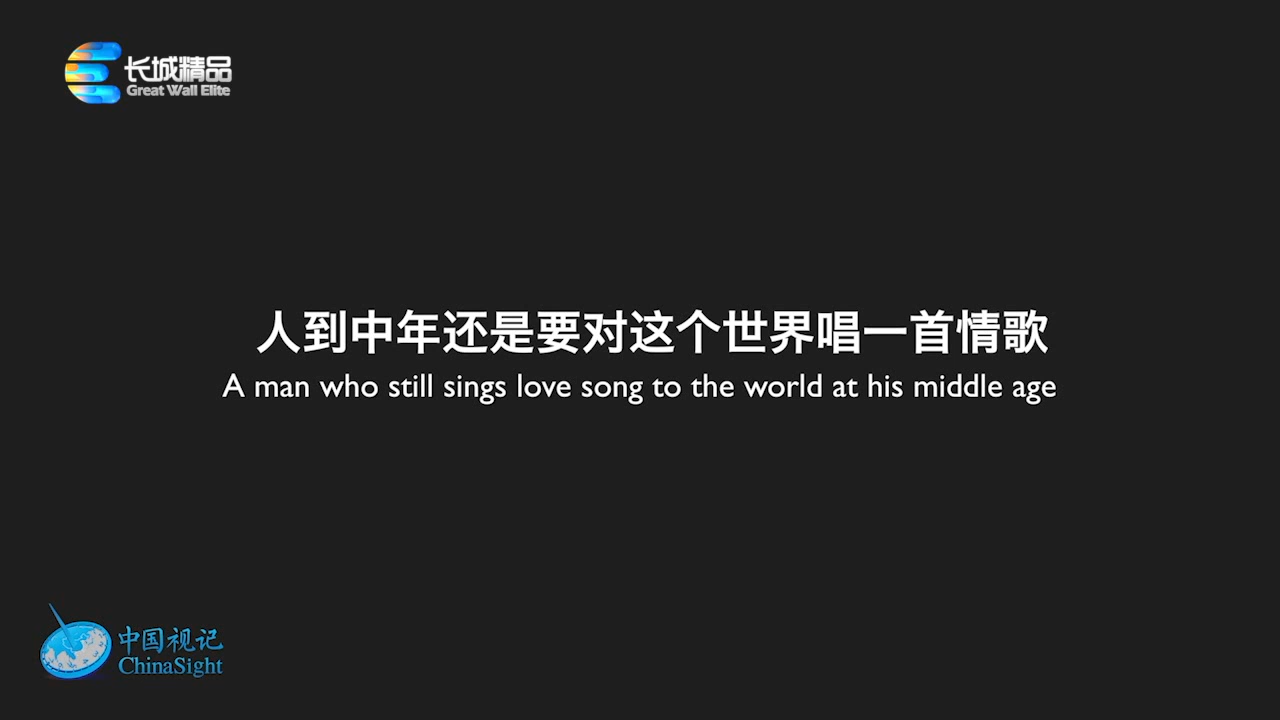 长城精品
Great Wall Elite
人到中年还是要对这个世界唱一首情歌
A man who still sings love song to the world at his middle age
中国视记
ChinaSight